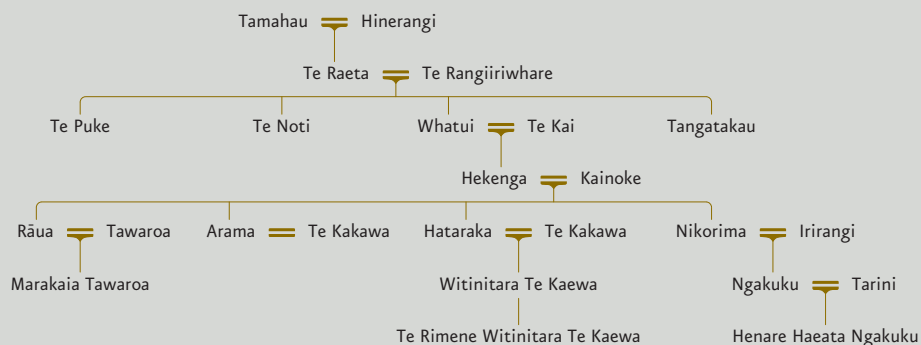 Tamahau = Hinerangi
Te Raeta = Te Rangiiriwhare
Te Puke Te Noti Whatui = Te Kai Tangatakau
Hekenga = Kainoke
Rāua = Tawaroa Arama = Te Kakawa Hataraka = Te Kakawa Nikorima = Irirangi
Marakaia Tawaroa Witinitara Te Kaewa Ngakuku = Tarini
Te Rimene Witinitara Te Kaewa Henare Haeata Ngakuku